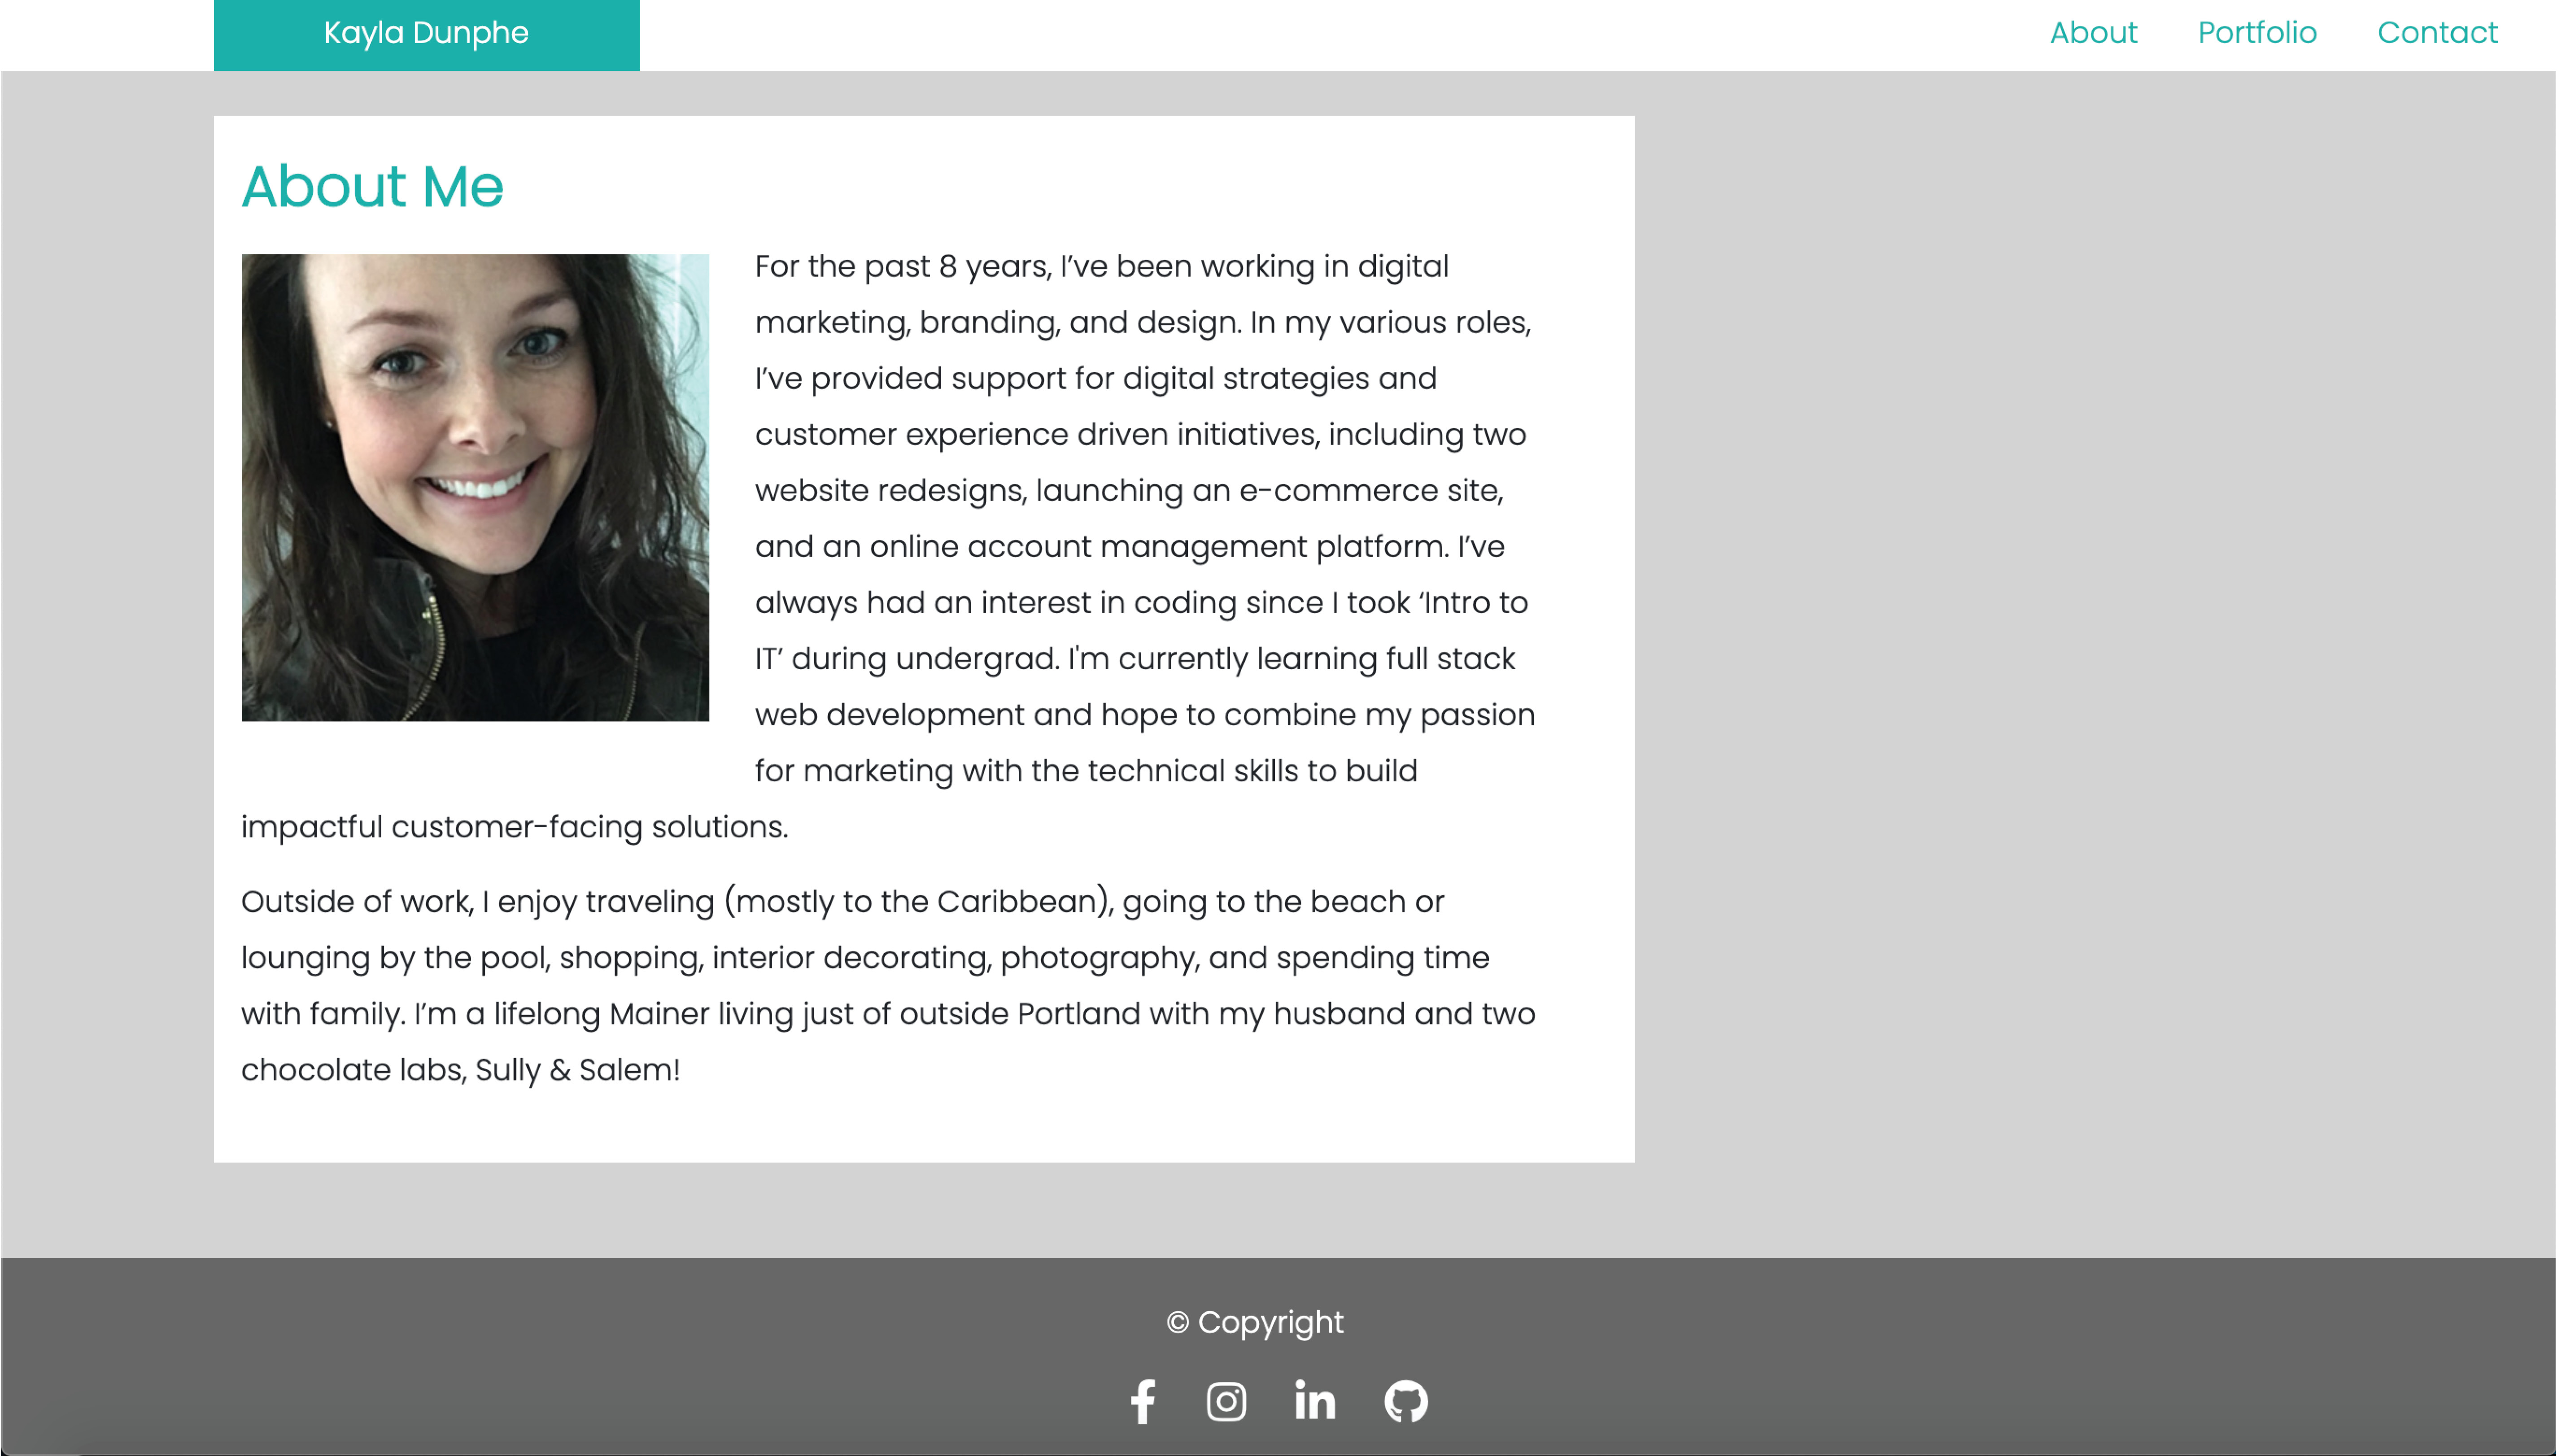 Kayla Dunphe
About Portfolio Contact
About Me
For the past 8 years, I’ve been working in digital
marketing, branding, and design. In my various roles,
I’ve provided support for digital strategies and
customer experience driven initiatives, including two
website redesigns, launching an e-commerce site,
and an online account management platform. I’ve
always had an interest in coding since I took ‘Intro to
IT’ during undergrad. I'm currently learning full stack
web development and hope to combine my passion
for marketing with the technical skills to build
impactful customer-facing solutions.
Outside of work, I enjoy traveling (mostly to the Caribbean), going to the beach or
lounging by the pool, shopping, interior decorating, photography, and spending time
with family. I’m a lifelong Mainer living just of outside Portland with my husband and two
chocolate labs, Sully & Salem!
© Copyright